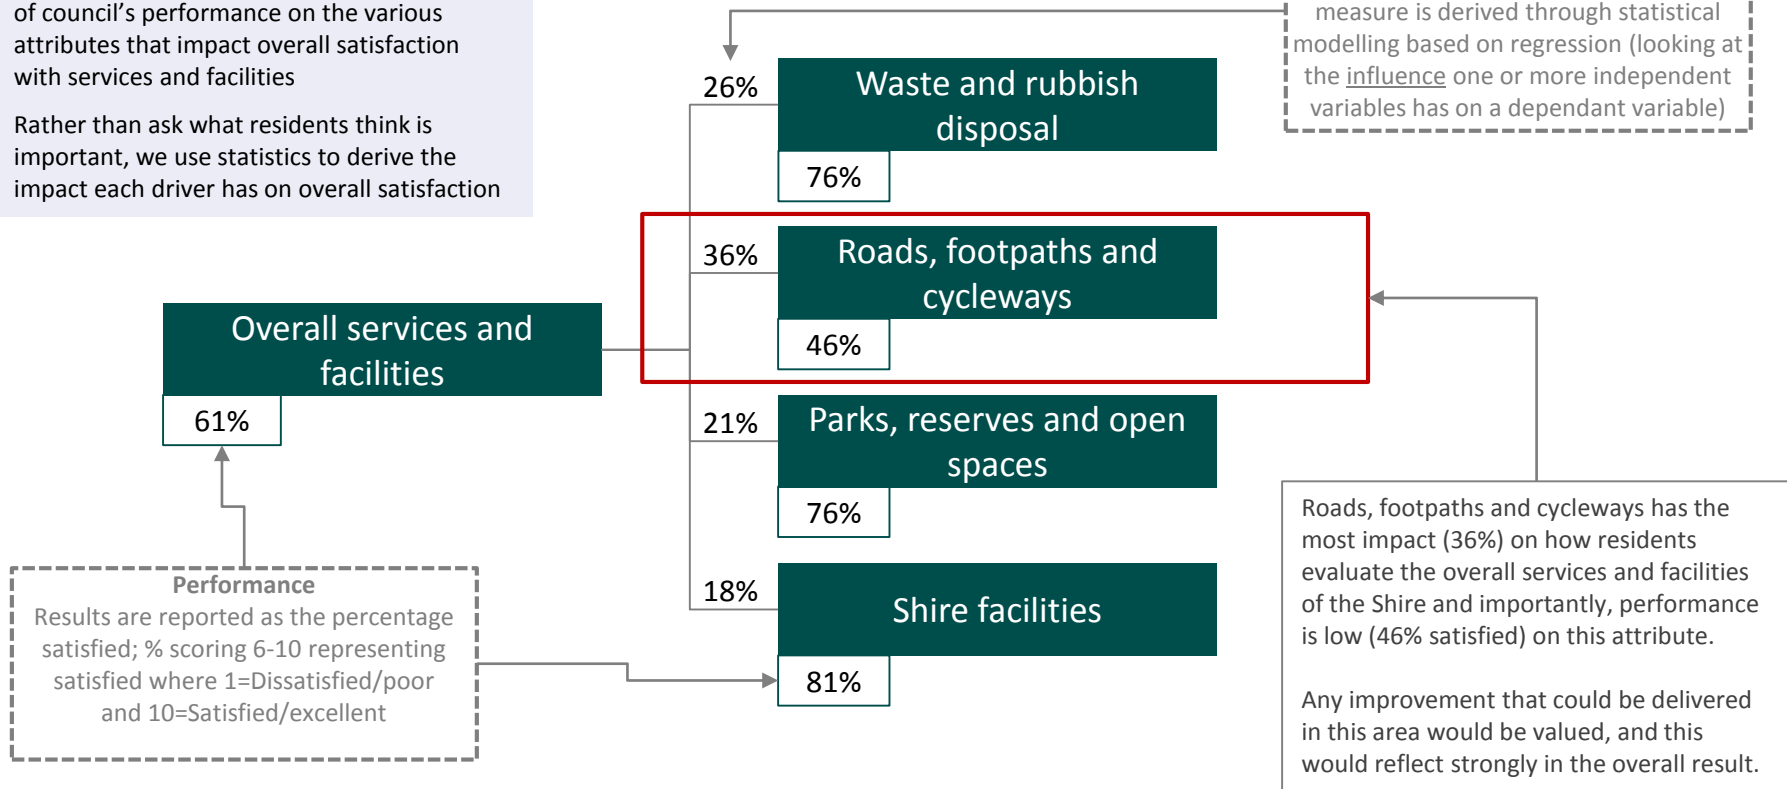 of council's performance on the various
attributes that impact overall satisfaction
with services and facilities
Rather than ask what residents think is
important, we use statistics to derive the
impact each driver has on overall satisfaction
measure is derived through statistical
modelling based on regression (looking at
the influence one or more independent
variables has on a dependant variable)
26%
Waste and rubbish
disposal
76%
36%
Roads, footpaths and
cycleways
46%
Overall services and
facilities
61%
21%
Parks, reserves and open
spaces
76%
18%
Shire facilities
81%
Performance
Results are reported as the percentage
satisfied; % scoring 6-10 representing
satisfied where 1=Dissatisfied/poor
and 10=Satisfied/excellent
Roads, footpaths and cycleways has the
most impact (36%) on how residents
evaluate the overall services and facilities
of the Shire and importantly, performance
is low (46% satisfied) on this attribute.
Any improvement that could be delivered
in this area would be valued, and this
would reflect strongly in the overall result.